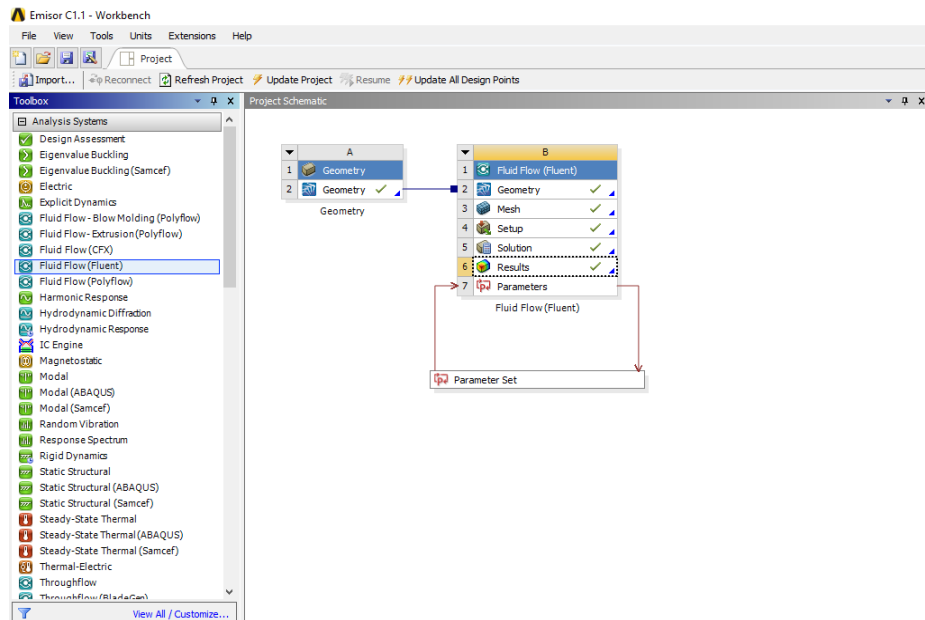 Emisor C1.1 - Workbench
File View Tools Units Extensions Help
Project
Import... Reconnect Refresh Project Update Project Resume Update All Design Points
Toolbox
Project Schematic
Analysis Systems
Design Assessment
Eigenvalue Buckling
Eigenvalue Buckling (Samcef)
Electric
Explicit Dynamics
Fluid Flow - Blow Molding (Polyflow)
Fluid Flow - Extrusion (Polyflow)
Fluid Flow (CFX)
Fluid Flow (Fluent)
Fluid Flow (Polyflow)
Harmonic Response
Hydrodynamic Diffraction
Hydrodynamic Response
IC Engine
Magnetostatic
Modal
Modal (ABAQUS)
Modal (Samcef)
Random Vibration
Response Spectrum
Rigid Dynamics
Static Structural
Static Structural (ABAQUS)
Static Structural (Samcef)
Steady-State Thermal
Steady-State Thermal (ABAQUS)
Steady-State Thermal (Samcef)
Thermal-Electric
Throughflow
Throughflow (BladeGen)
View All / Customize...
A
1 Geometry
2 Geometry
Geometry
B
1 Fluid Flow (Fluent)
2 Geometry
3 Mesh
4 Setup
5 Solution
6 Results
7 Parameters
Fluid Flow (Fluent)
Parameter Set